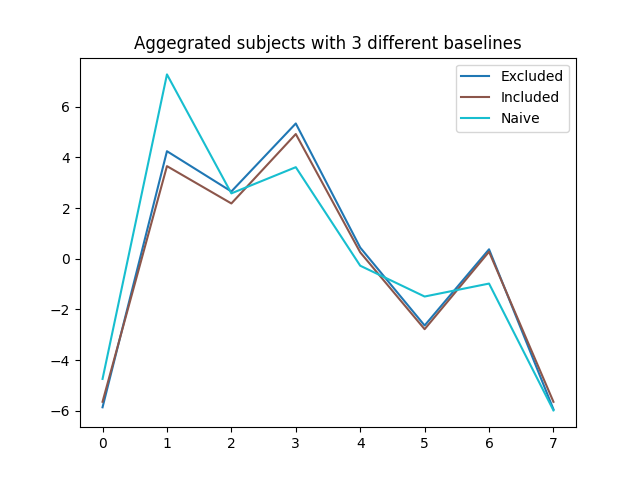 Aggegrated subjects with 3 different baselines
Excluded
Included
Naive
6
4
2
0
−2
−4
−6
0 1 2 3 4 5 6 7